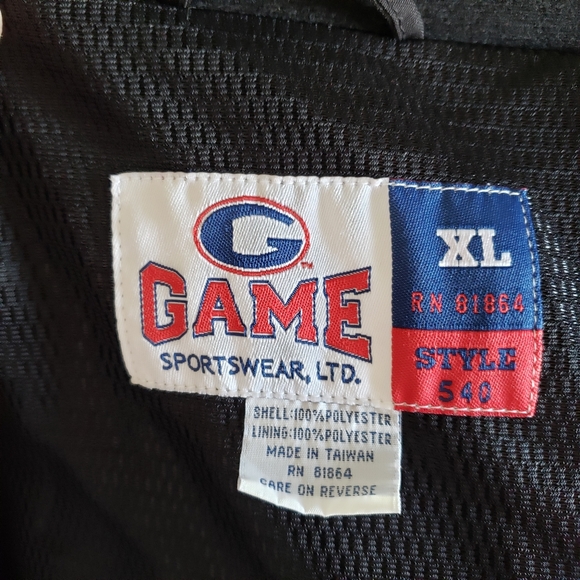 G
™
GAME
SPORTSWEAR, LTD.
XL
RN 81864
STYLE
540
SHELL:100%POLYESTER
LINING:100%POLYESTER
MADE IN TAIWAN
RN 81864
CARE ON REVERSE